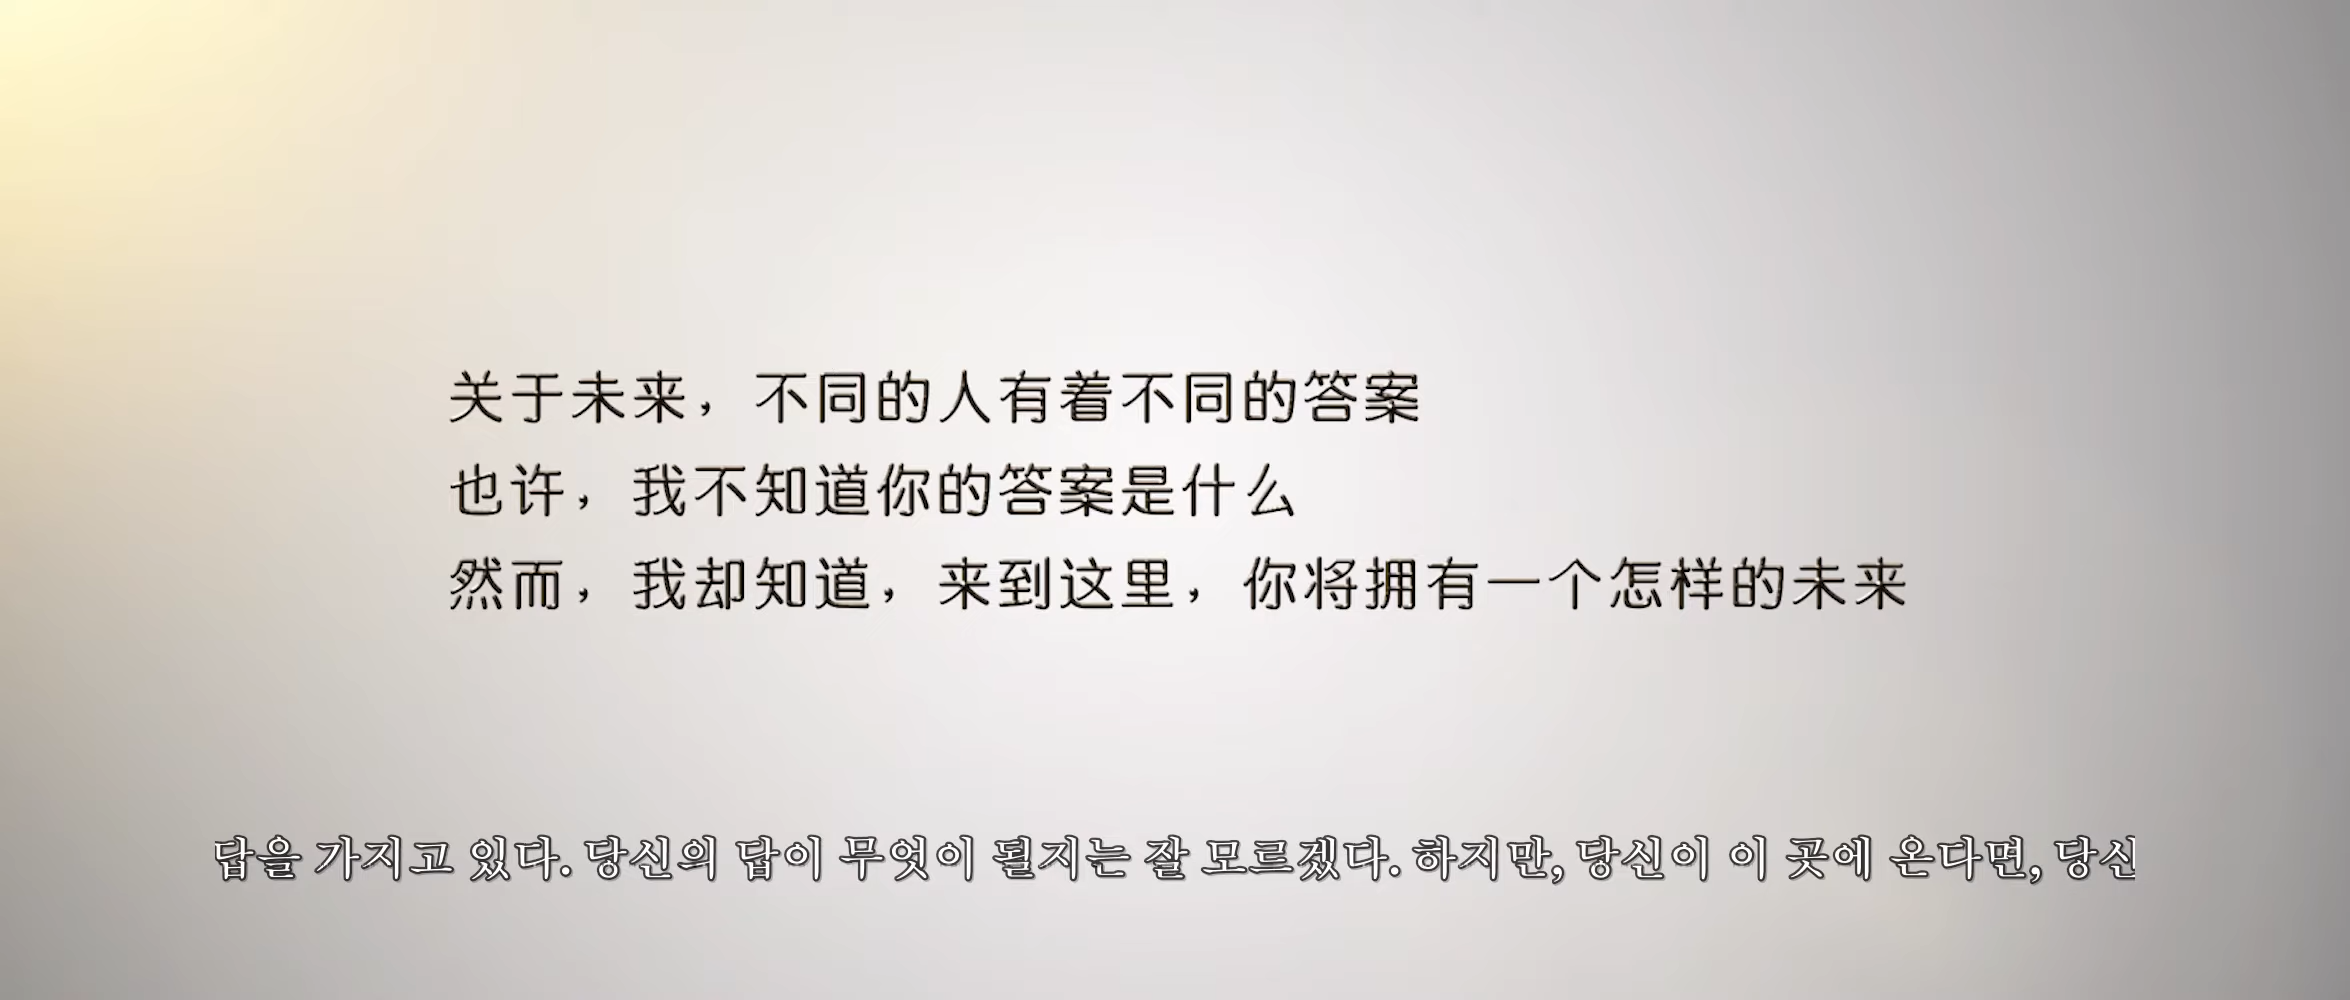 关于未来，不同的人有着不同的答案
也许，我不知道你的答案是什么
然而，我却知道，来到这里，你将拥有一个怎样的未来
답을 가지고 있다. 당신의 답이 무엇이 될지는 잘 모르겠다. 하지만, 당신이 이 곳에 온다면, 당신